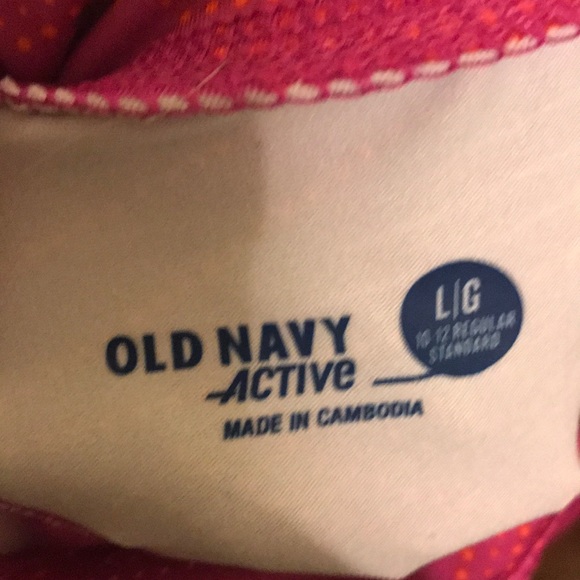 L|G
10-12 REGULAR
STANDARD
OLD NAVY
ACTIVE
MADE IN CAMBODIA